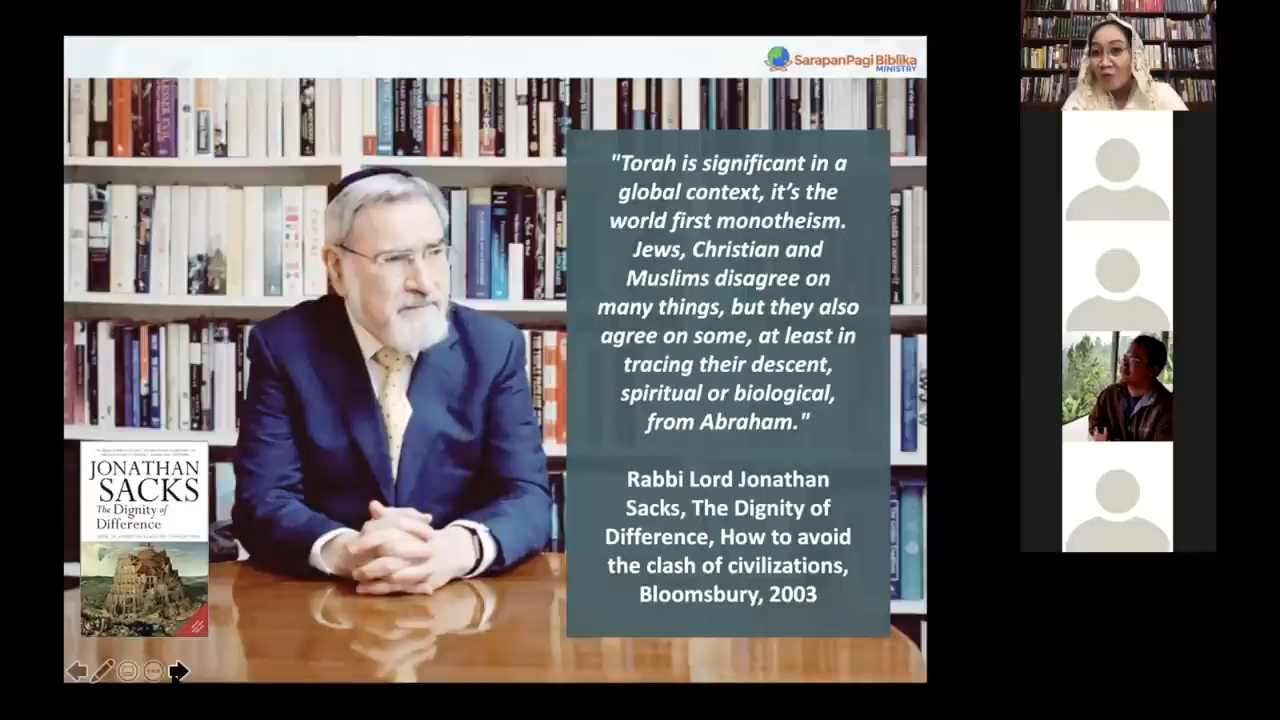 SarapanPagi Biblika
MINISTRY
"Torah is significant in a
global context, it's the
world first monotheism.
Jews, Christian and
Muslims disagree on
many things, but they also
agree on some, at least in
tracing their descent,
spiritual or biological,
from Abraham."
Rabbi Lord Jonathan
Sacks, The Dignity of
Difference, How to avoid
the clash of civilizations,
Bloomsbury, 2003
JONATHAN
SACKS
The Dignity of
Difference